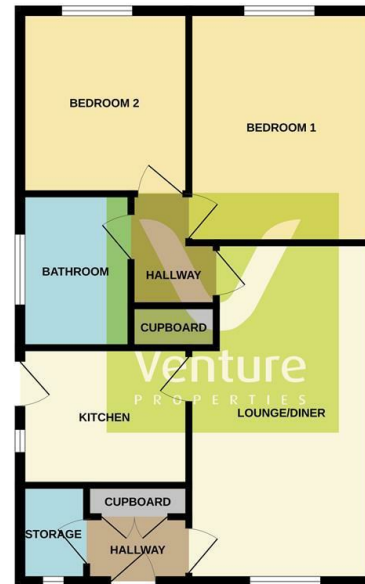 BEDROOM 2
BEDROOM 1
BATHROOM
HALLWAY
CUPBOARD
Venture
PROPERTIES
KITCHEN
LOUNGE/DINER
CUPBOARD
STORAGE
HALLWAY